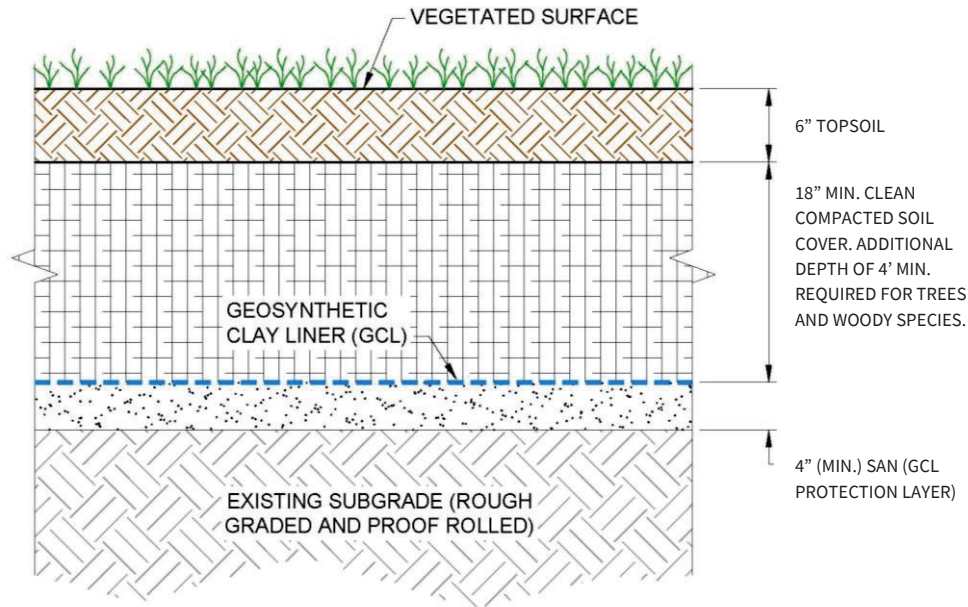 VEGETATED SURFACE
6” TOPSOIL
18” MIN. CLEAN
COMPACTED SOIL
COVER. ADDITIONAL
DEPTH OF 4’ MIN.
REQUIRED FOR TREES
AND WOODY SPECIES.
GEOSYNTHETIC
CLAY LINER (GCL)
4” (MIN.) SAN (GCL
PROTECTION LAYER)
EXISTING SUBGRADE (ROUGH
GRADED AND PROOF ROLLED)